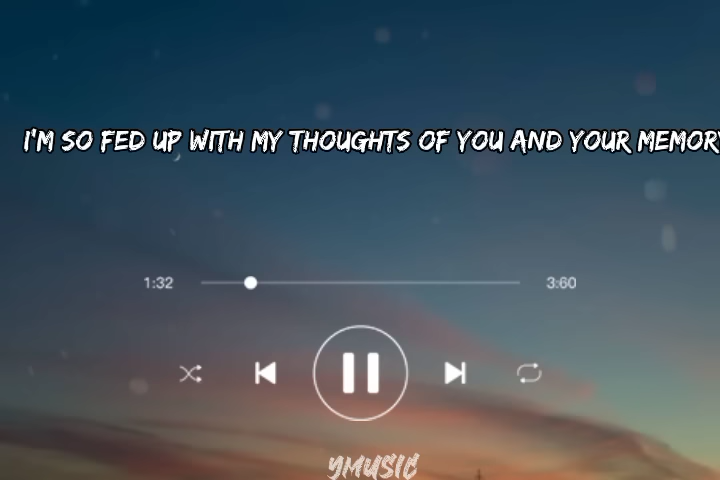 I'M SO FED UP WITH MY THOUGHTS OF YOU AND YOUR MEMORY
1:32
3:60
YMUSIC